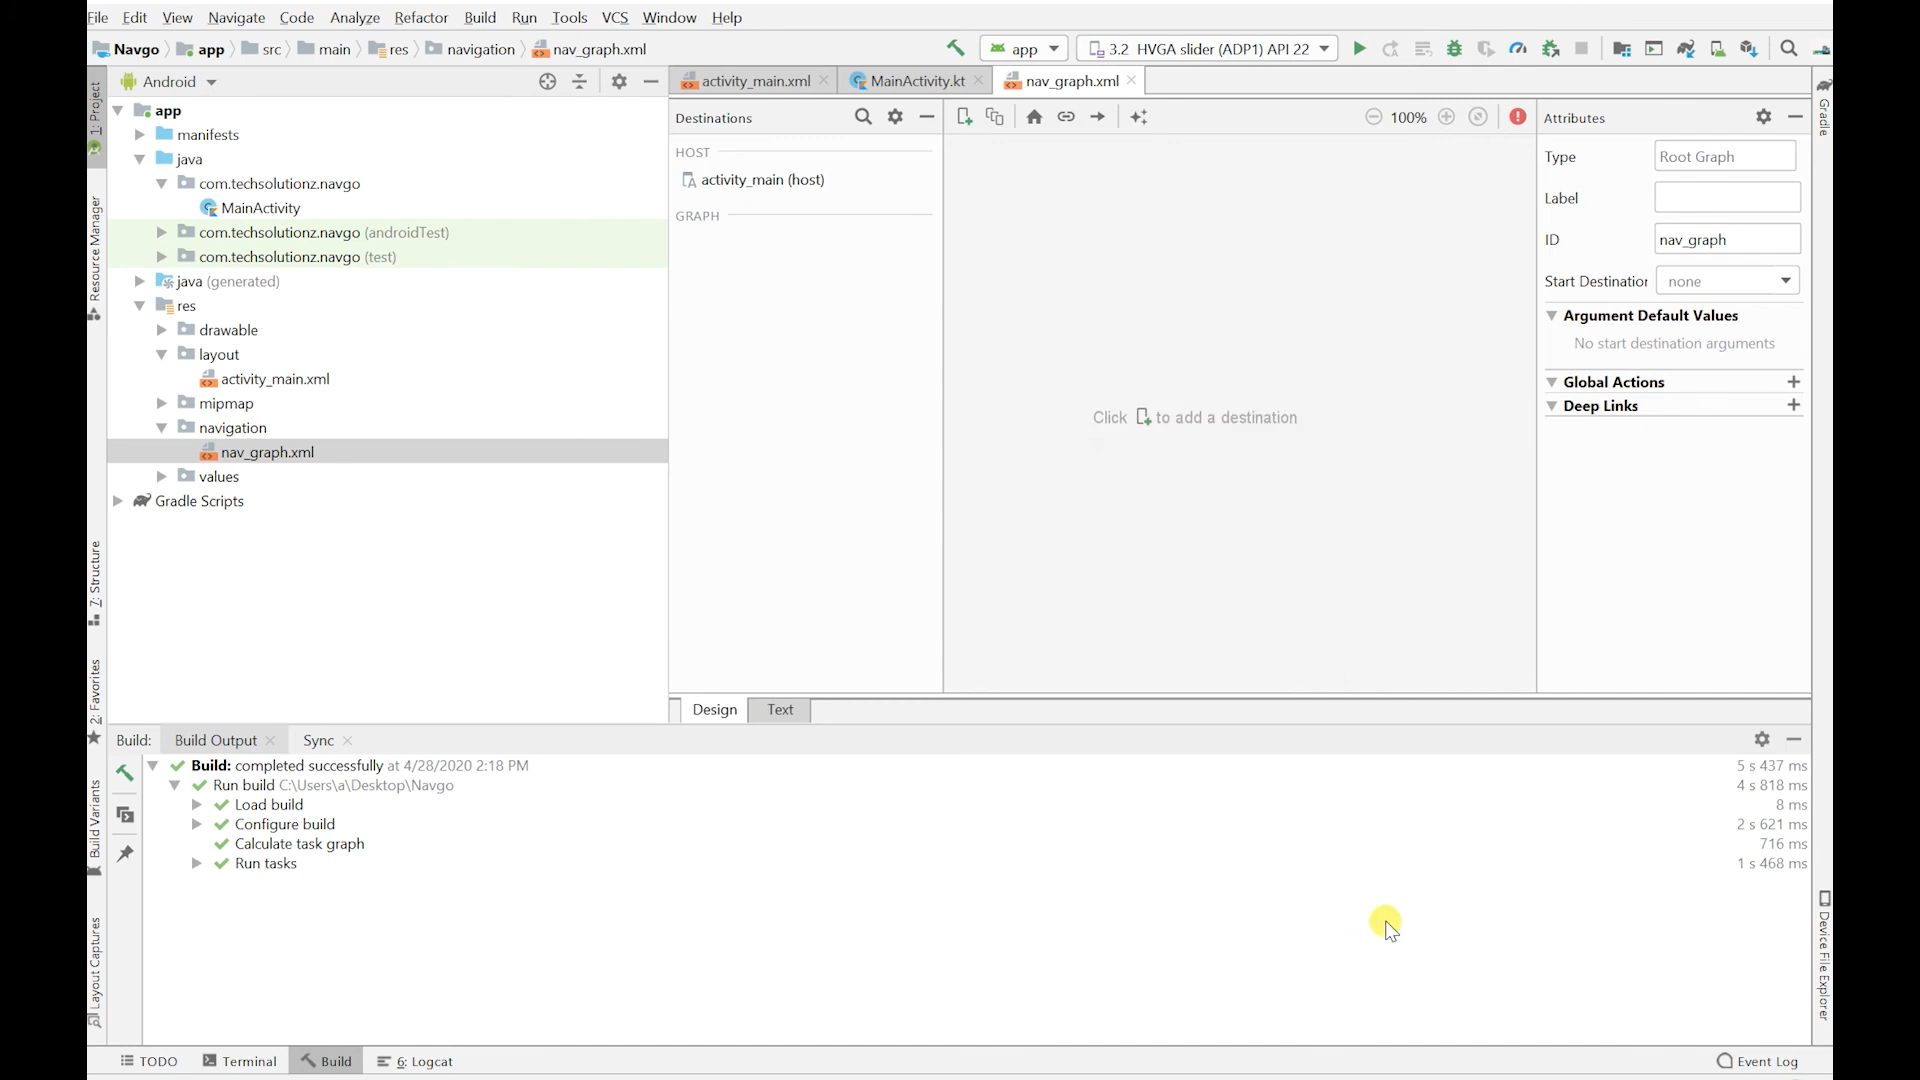 File Edit View Navigate Code Analyze Refactor Build Run Tools VCS Window Help
Navgo app src main res navigation nav_graph.xml app 3.2 HVGA slider (ADP1) API 22
1: Project
Resource Manager
7: Structure
2: Favorites
Build Variants
Layout Captures
Android
app
manifests
java
com.techsolutionz.navgo
MainActivity
com.techsolutionz.navgo (androidTest)
com.techsolutionz.navgo (test)
java (generated)
res
drawable
layout
activity_main.xml
mipmap
navigation
nav_graph.xml
values
Gradle Scripts
activity_main.xml MainActivity.kt nav_graph.xml
Destinations
HOST
activity_main (host)
GRAPH
100%
Click to add a destination
Design Text
Attributes
Type Root Graph
Label
ID nav_graph
Start Destination none
Argument Default Values
No start destination arguments
Global Actions
Deep Links
Gradle
Device File Explorer
Build: Build Output Sync
Build: completed successfully at 4/28/2020 2:18 PM 5 s 437 ms
Run build C:\Users\a\Desktop\Navgo 4 s 818 ms
Load build 8 ms
Configure build 2 s 621 ms
Calculate task graph 716 ms
Run tasks 1 s 468 ms
TODO Terminal Build 6: Logcat Event Log